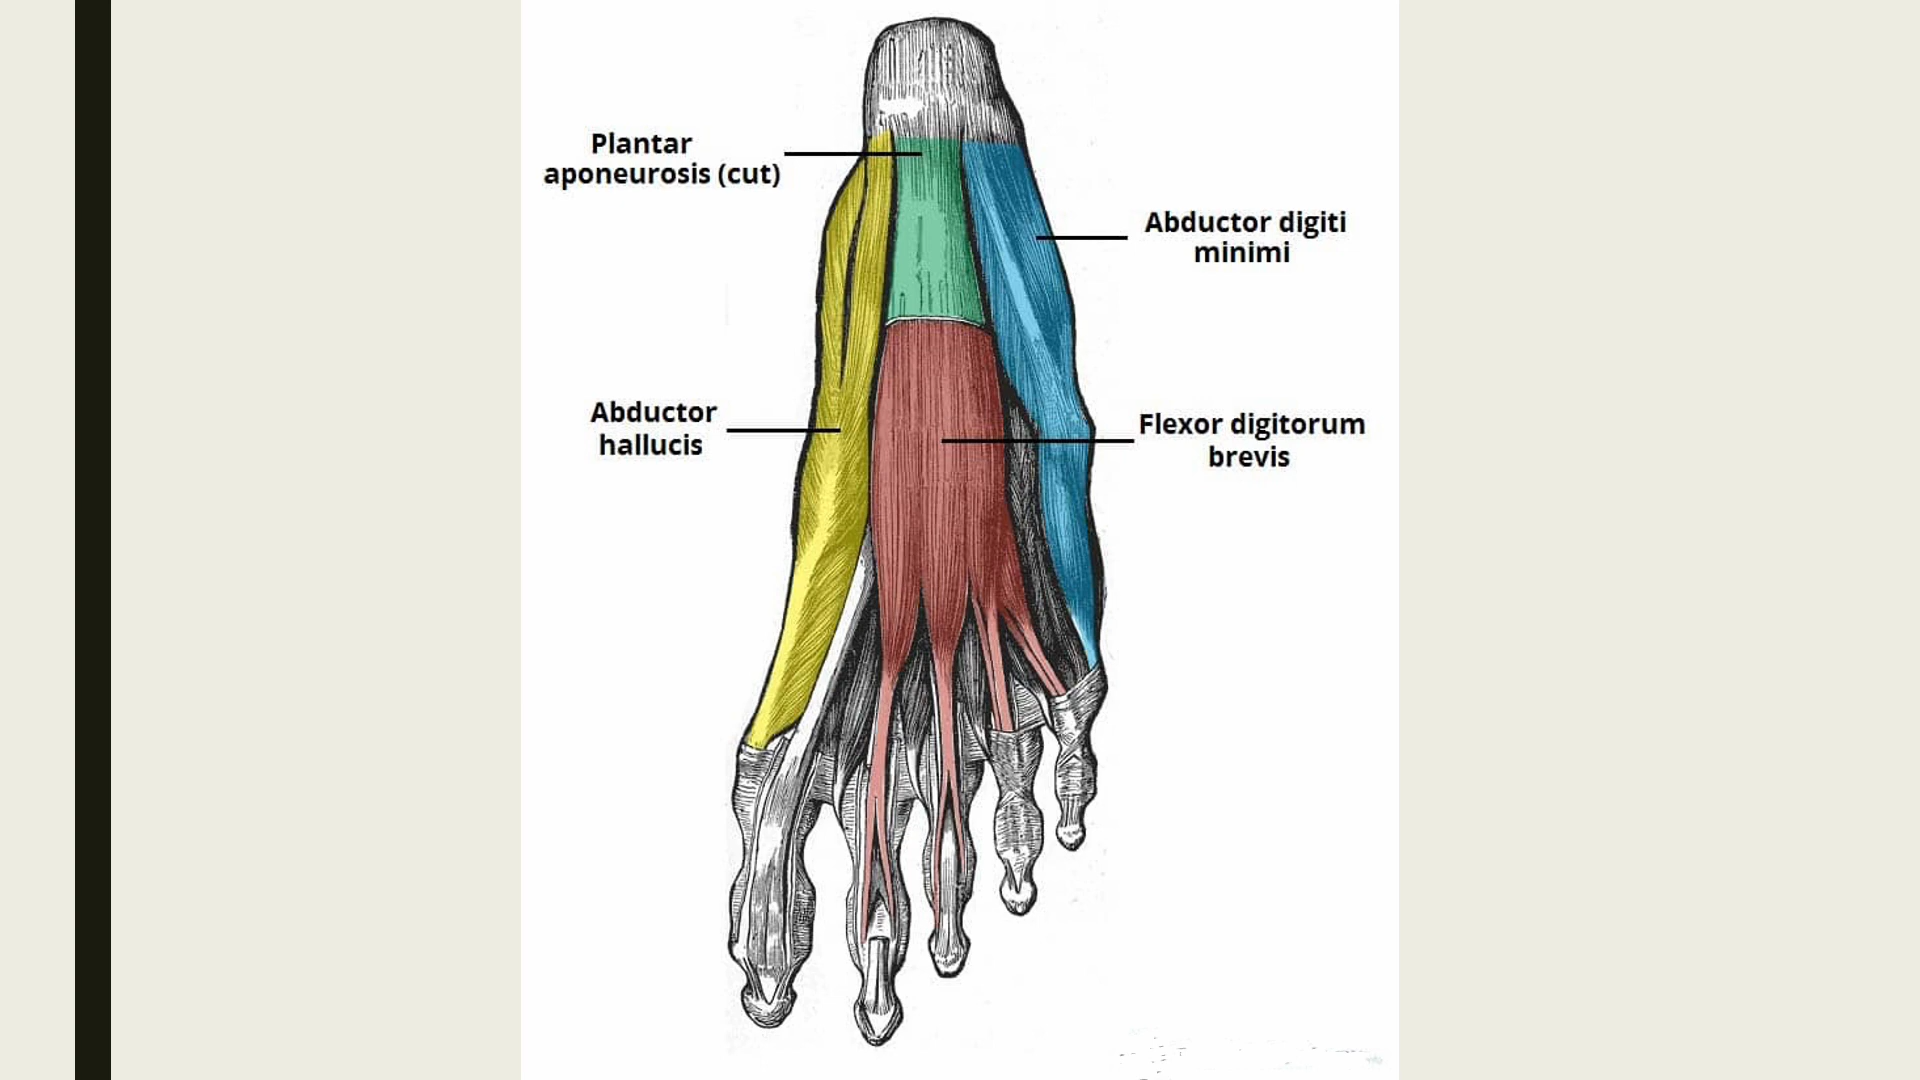 Plantar
aponeurosis (cut)
Abductor digiti
minimi
Abductor
hallucis
Flexor digitorum
brevis